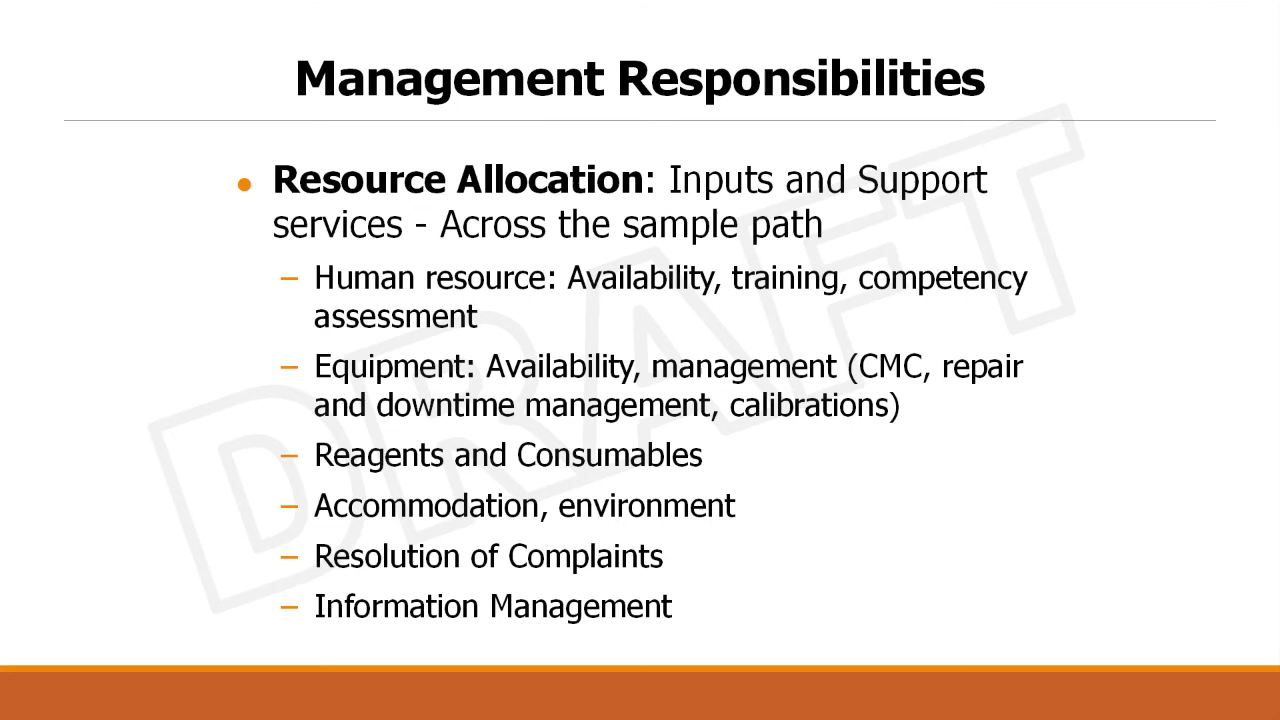 Management Responsibilities
● Resource Allocation: Inputs and Support
services - Across the sample path
– Human resource: Availability, training, competency
assessment
– Equipment: Availability, management (CMC, repair
and downtime management, calibrations)
– Reagents and Consumables
– Accommodation, environment
– Resolution of Complaints
– Information Management
DRAFT